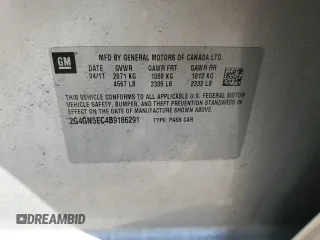 GM
MFD BY GENERAL MOTORS OF CANADA LTD.
DATE GVWR GAWR FRT GAWR RR
04/11 2071 KG 1059 KG 1012 KG
4567 LB 2335 LB 2232 LB
THIS VEHICLE CONFORMS TO ALL APPLICABLE U.S. FEDERAL MOTOR
VEHICLE SAFETY, BUMPER, AND THEFT PREVENTION STANDARDS
IN EFFECT ON THE DATE OF MANUFACTURE SHOWN ABOVE.
2G4GN5EC4B9186291 TYPE: PASS CAR
©AUTOBIDMASTER
DREAMBID